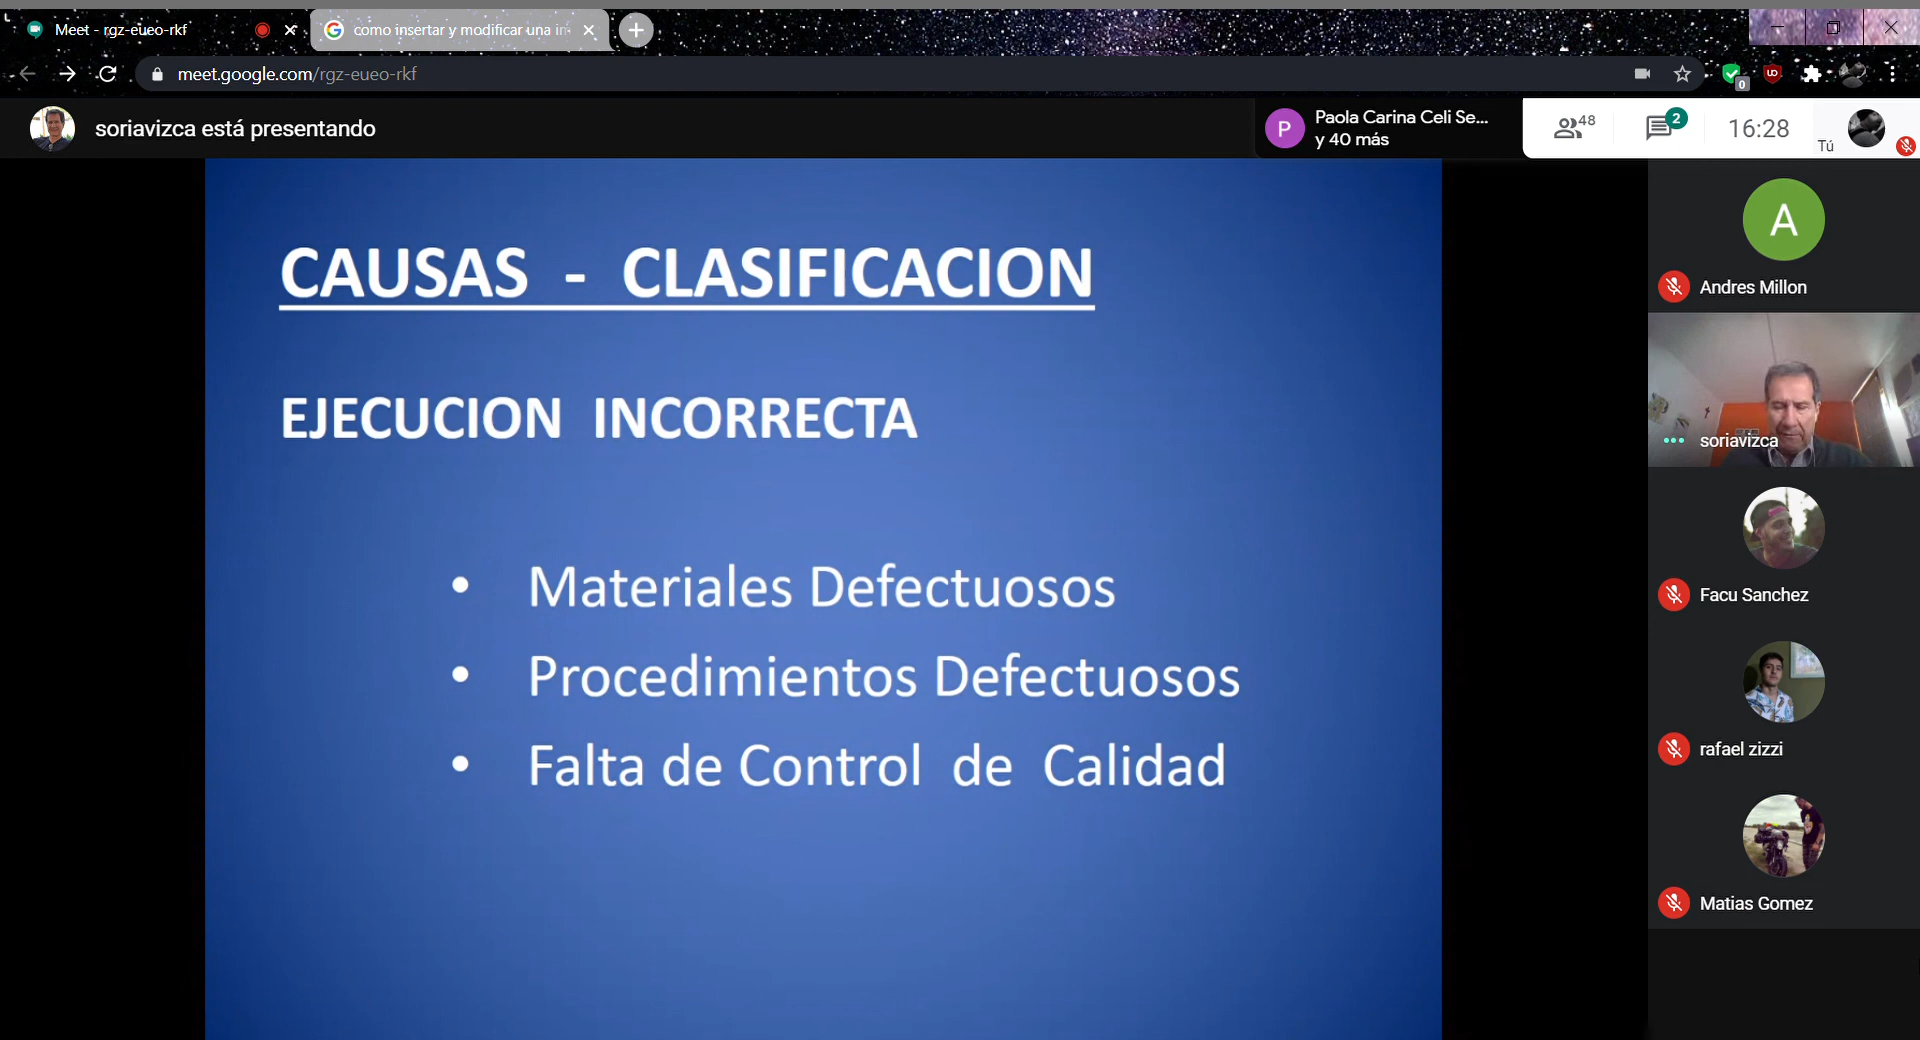 Meet - rgz-eueo-rkf
como insertar y modificar una in
meet.google.com/rgz-eueo-rkf
0
UD
soriavizca está presentando
P
Paola Carina Celi Se...
y 40 más
48
2
16:28
Tú
CAUSAS - CLASIFICACION
EJECUCION INCORRECTA
• Materiales Defectuosos
• Procedimientos Defectuosos
• Falta de Control de Calidad
A
Andres Millon
soriavizca
Facu Sanchez
rafael zizzi
Matias Gomez